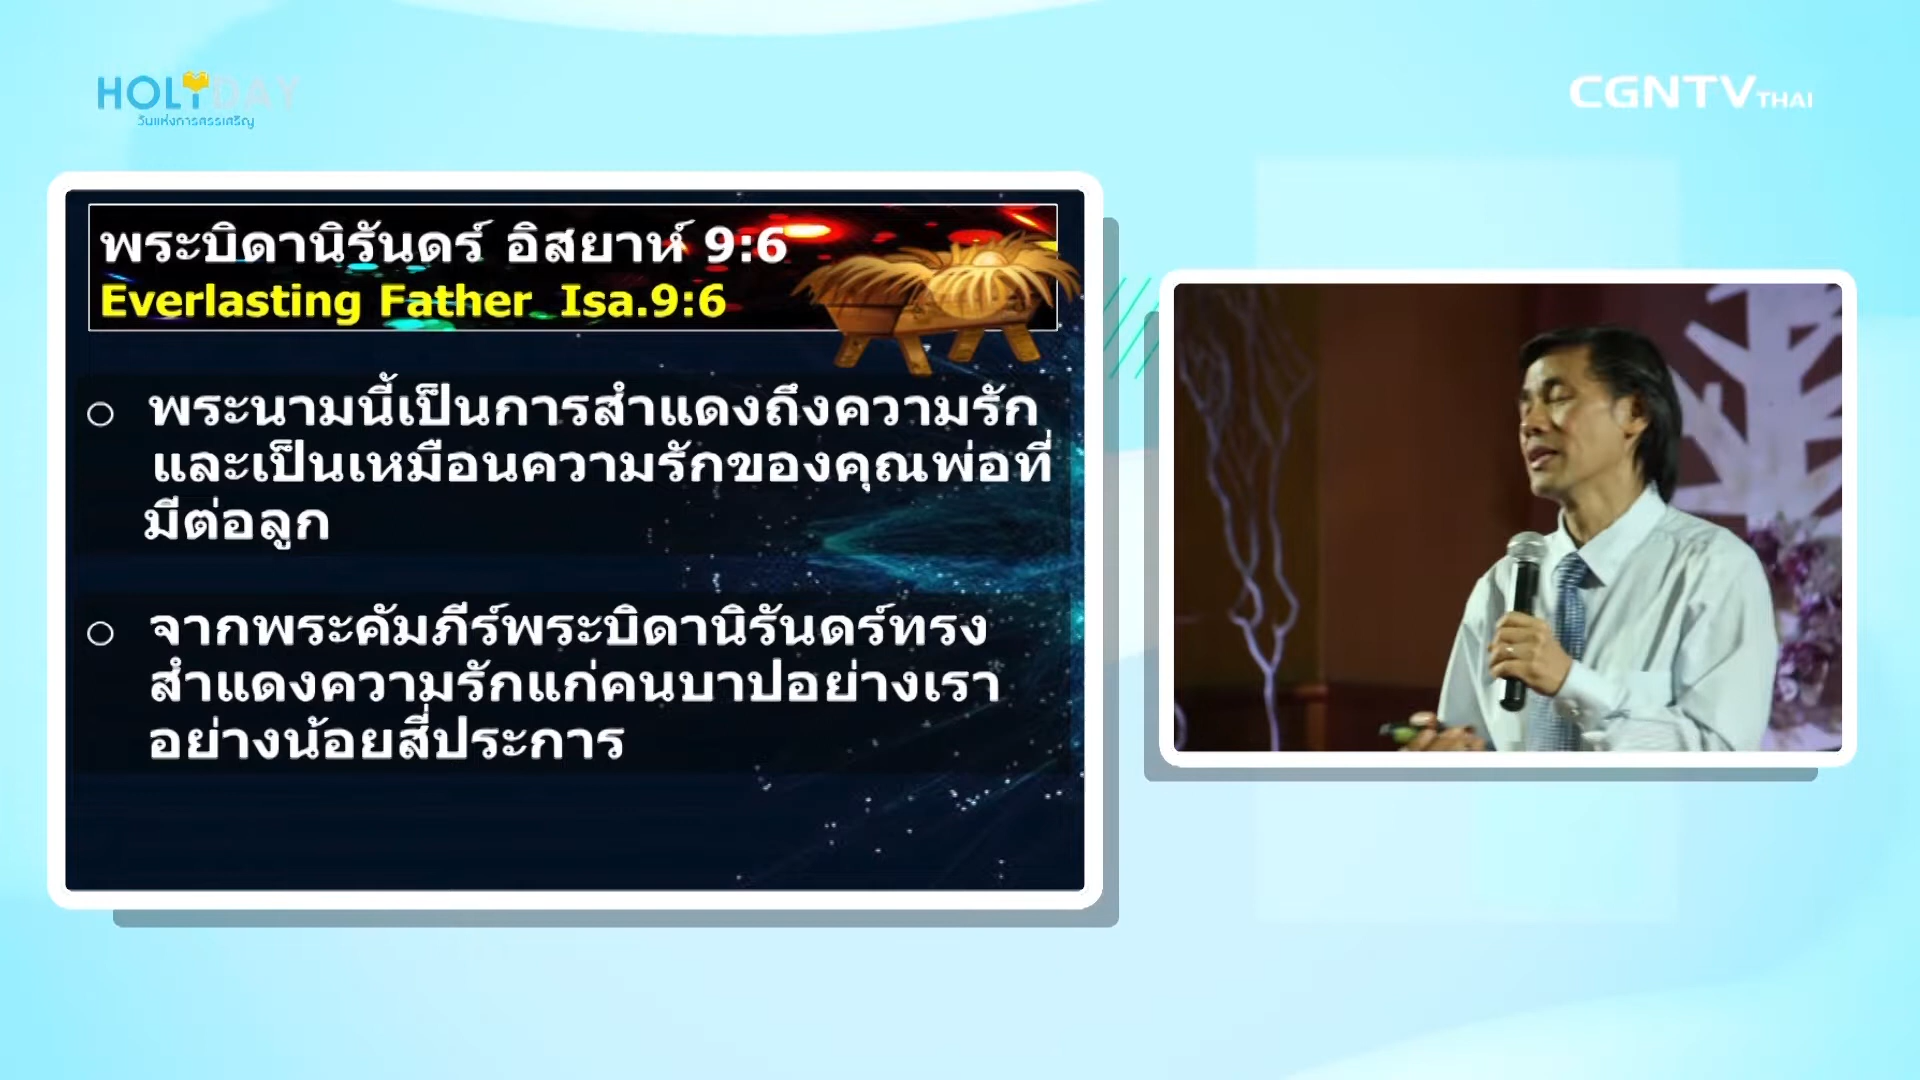 HOLYDAY
วันแห่งการสรรเสริญ
CGNTV THAI
พระบิดานิรันดร์ อิสยาห์ 9:6
Everlasting Father Isa.9:6
พระนามนี้เป็นการสำแดงถึงความรัก
และเป็นเหมือนความรักของคุณพ่อที่
มีต่อลูก
จากพระคัมภีร์พระบิดานิรันดร์ทรง
สำแดงความรักแก่คนบาปอย่างเรา
อย่างน้อยสี่ประการ